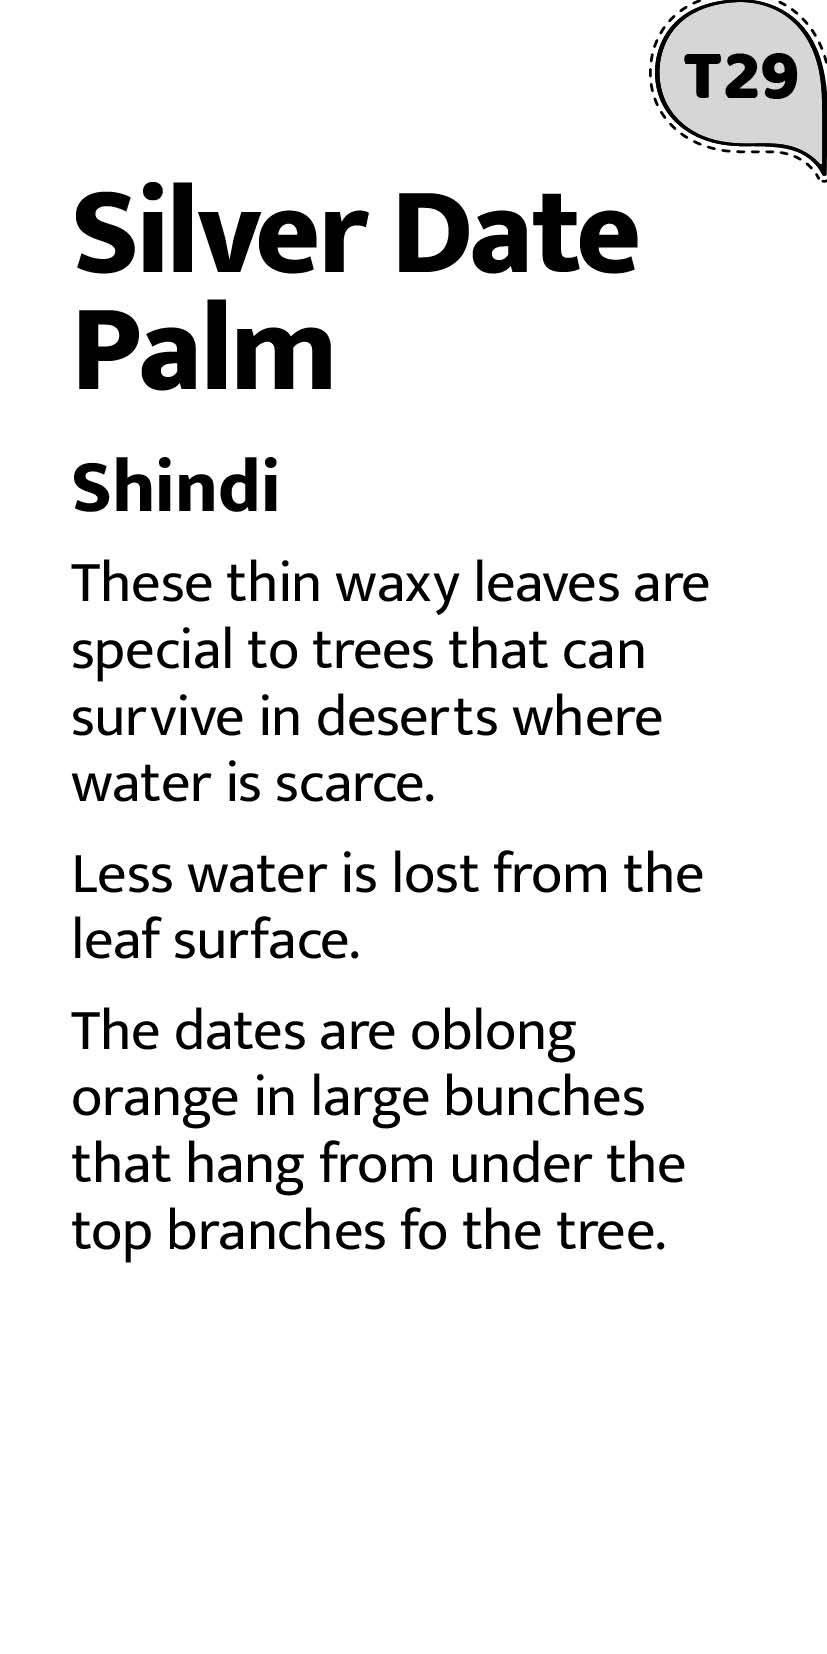 T29
Silver Date
Palm
Shindi
These thin waxy leaves are
special to trees that can
survive in deserts where
water is scarce.
Less water is lost from the
leaf surface.
The dates are oblong
orange in large bunches
that hang from under the
top branches fo the tree.